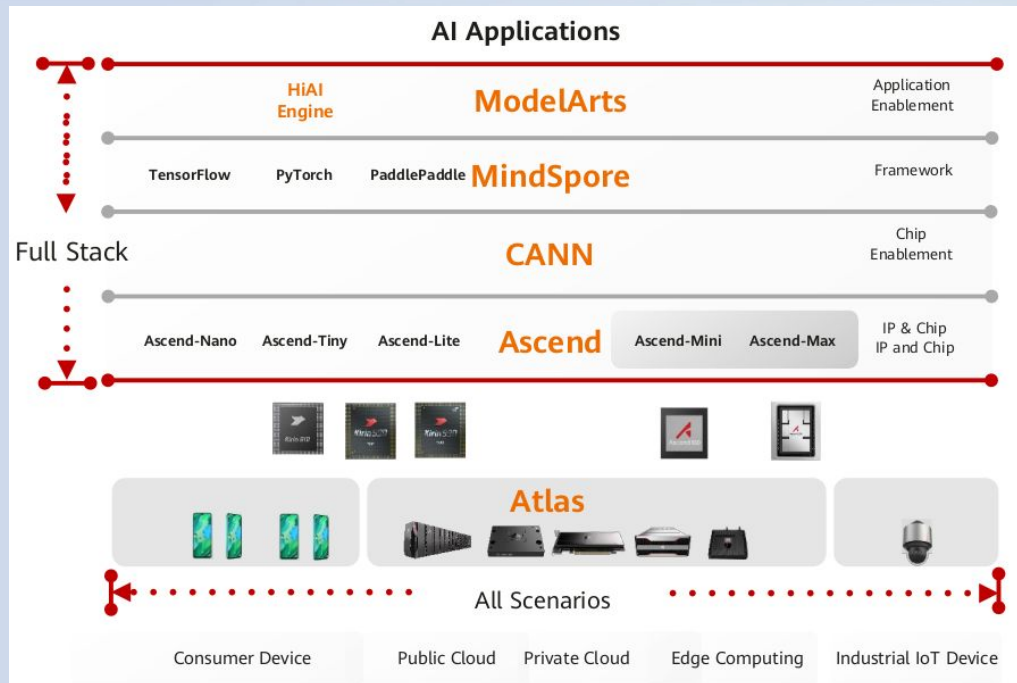 AI Applications
HiAI
Engine
ModelArts
Application
Enablement
TensorFlow
PyTorch
PaddlePaddle
MindSpore
Framework
Full Stack
CANN
Chip
Enablement
Ascend-Nano
Ascend-Tiny
Ascend-Lite
Ascend
Ascend-Mini
Ascend-Max
IP & Chip
IP and Chip
Atlas
All Scenarios
Consumer Device
Public Cloud
Private Cloud
Edge Computing
Industrial IoT Device